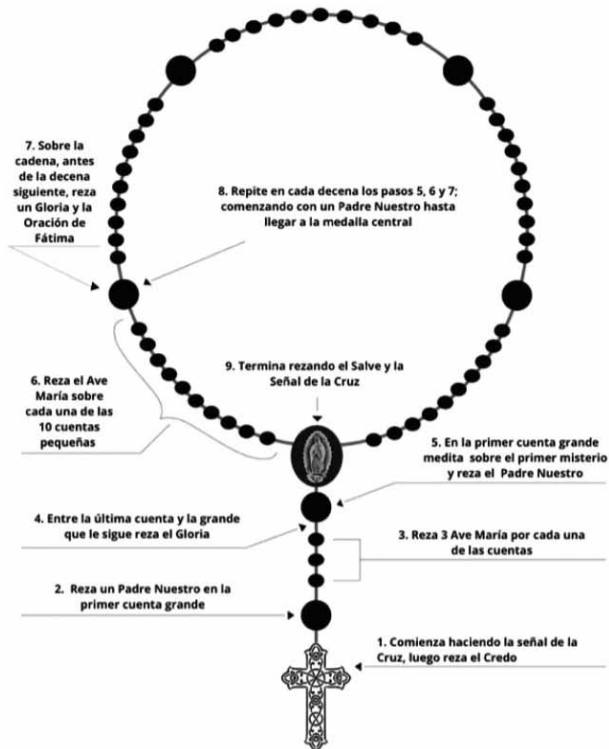 7. Sobre la
cadena, antes
de la decena
siguiente, reza
un Gloria y la
Oración de
Fátima
8. Repite en cada decena los pasos 5, 6 y 7;
comenzando con un Padre Nuestro hasta
llegar a la medalla central
9. Termina rezando el Salve y la
Señal de la Cruz
6. Reza el Ave
María sobre
cada una de las
10 cuentas
pequeñas
5. En la primer cuenta grande
medita sobre el primer misterio
y reza el Padre Nuestro
4. Entre la última cuenta y la grande
que le sigue reza el Gloria
3. Reza 3 Ave María por cada una
de las cuentas
2. Reza un Padre Nuestro en la
primer cuenta grande
1. Comienza haciendo la señal de la
Cruz, luego reza el Credo